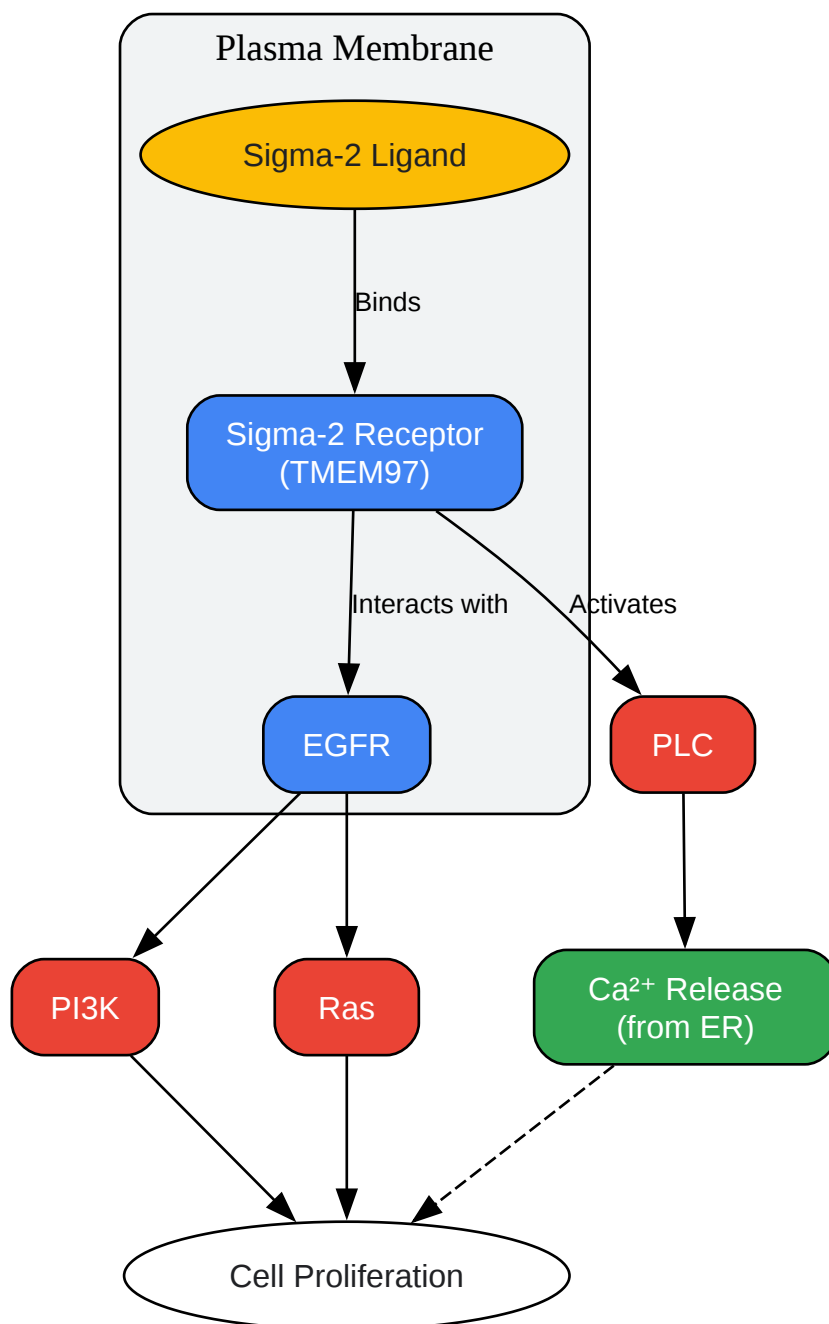 Plasma Membrane
Sigma-2 Ligand
Binds
Sigma-2 Receptor
(TMEM97)
Interacts with
Activates
EGFR
PLC
PI3K
Ras
Ca²⁺ Release
(from ER)
Cell Proliferation